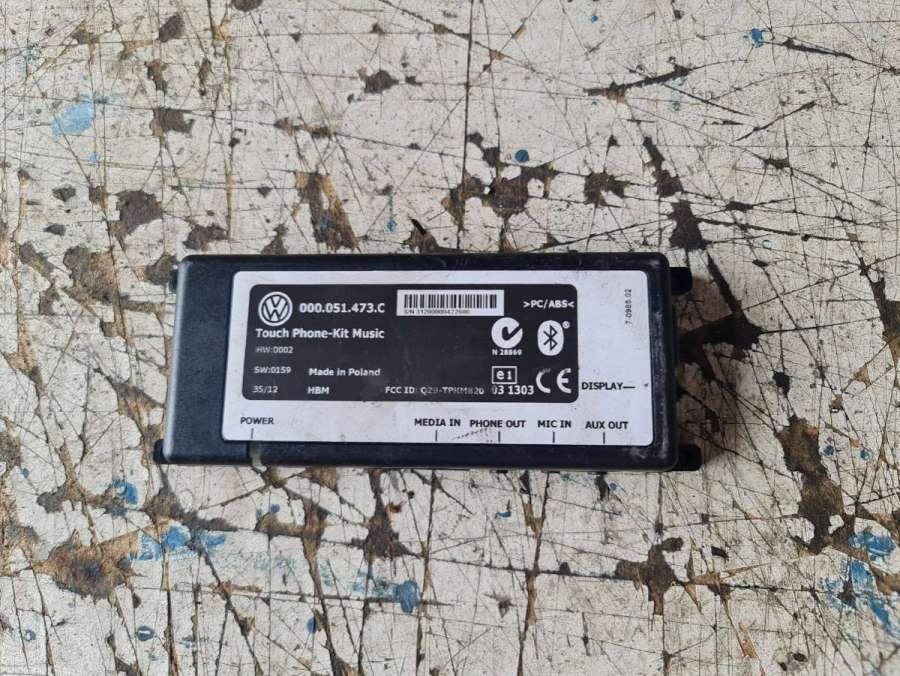 000.051.473.C
>PC/ABS<
Touch Phone-Kit Music
N 28869
HW:0002
SW:0159
Made in Poland
e1
CE
DISPLAY
35/12
HBM
FCC ID:
03 1303
POWER
MEDIA IN
PHONE OUT
MIC IN
AUX OUT